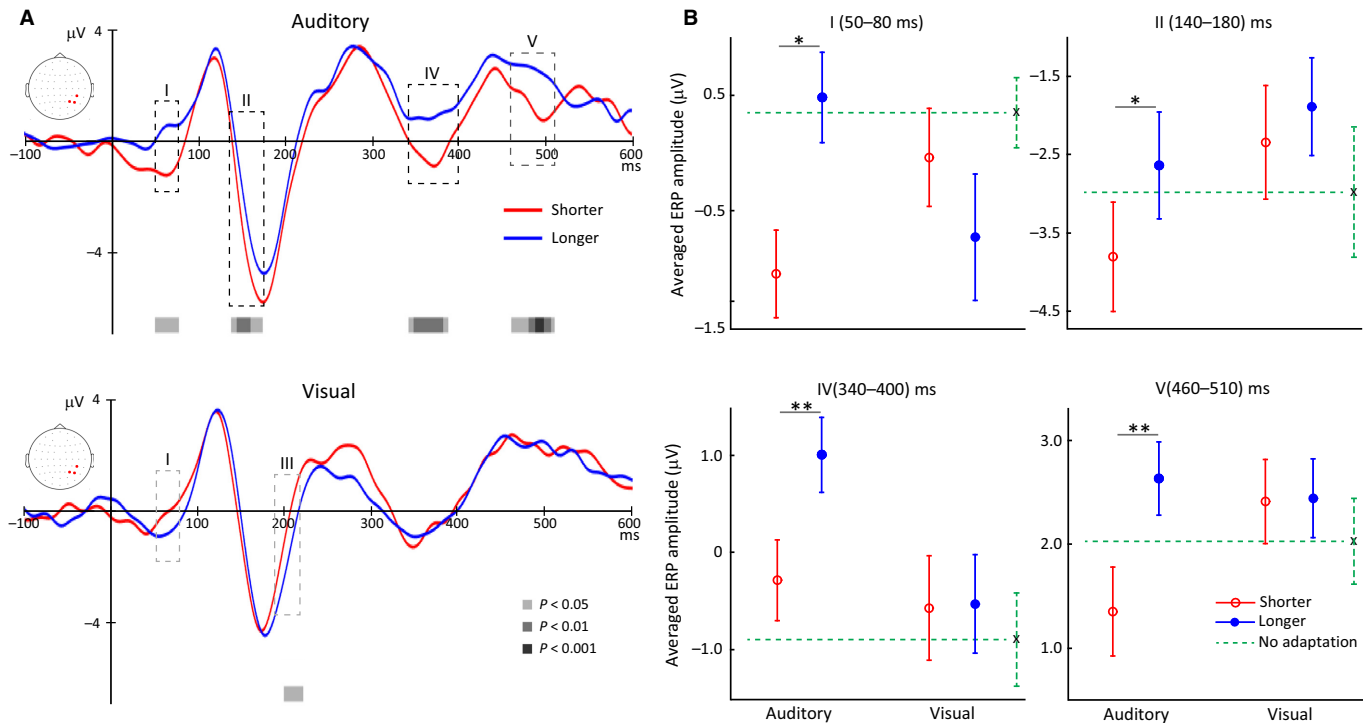 A
Auditory
μV
4
I
II
IV
V
−100
100
200
300
400
500
600
ms
Shorter
Longer
−4
Visual
μV
4
I
III
−100
100
200
300
400
500
600
ms
−4
P < 0.05
P < 0.01
P < 0.001
B
I (50–80 ms)
*
0.5
−0.5
−1.5
Averaged ERP amplitude (μV)
x
II (140–180) ms
*
−1.5
−2.5
−3.5
−4.5
x
IV(340–400) ms
**
1.0
0
−1.0
Averaged ERP amplitude (μV)
x
Auditory
Visual
V(460–510) ms
**
3.0
2.0
1.0
x
Shorter
Longer
No adaptation
Auditory
Visual